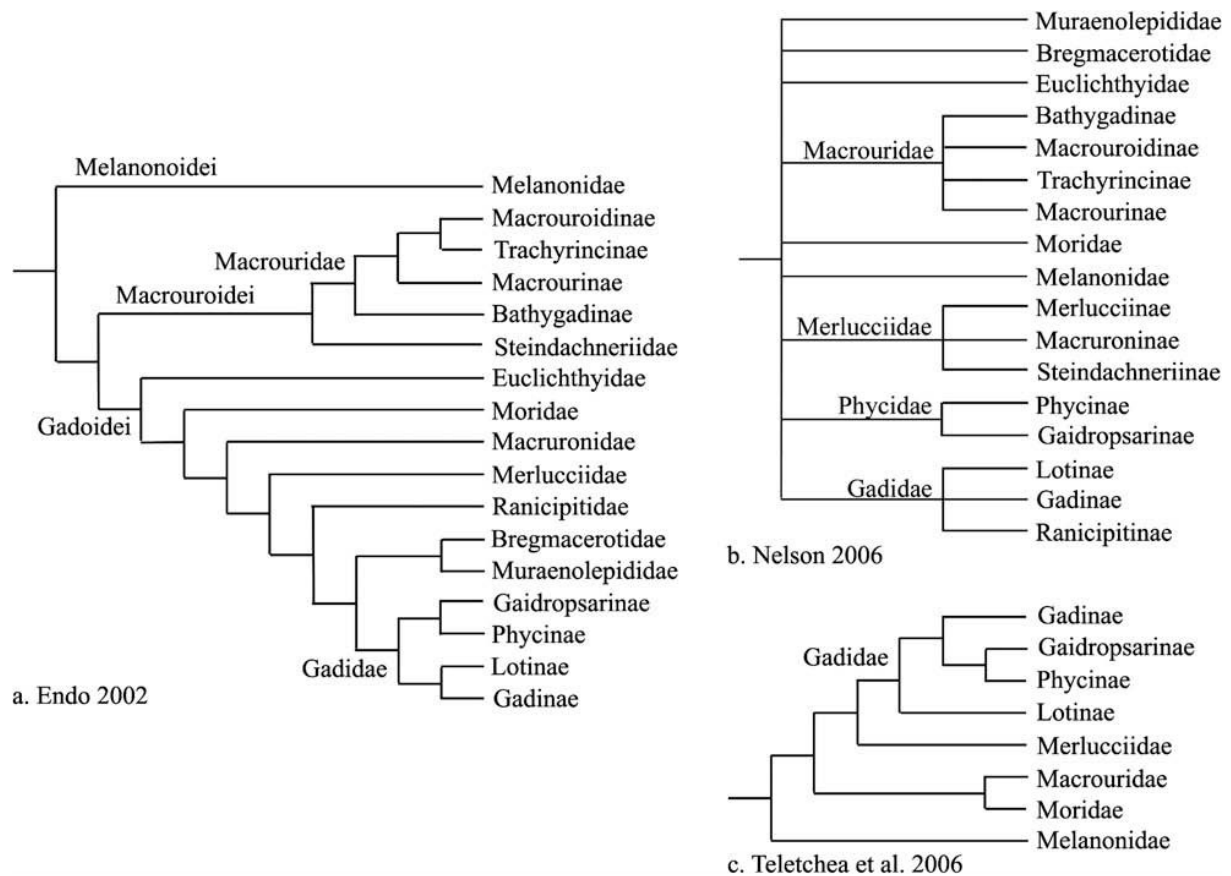 Melanonoidei
Melanonidae
Macrouroidinae
Trachyrincinae
Macrouridae
Macrourinae
Macrouroidei
Bathygadinae
Steindachneriidae
Euclichthyidae
Gadoidei
Moridae
Macruronidae
Merlucciidae
Ranicipitidae
Bregmacerotidae
Muraenolepididae
Gaidropsarinae
Phycinae
Gadidae
Lotinae
Gadinae
a. Endo 2002
Muraenolepididae
Bregmacerotidae
Euclichthyidae
Bathygadinae
Macrouridae
Macrouroidinae
Trachyrincinae
Macrourinae
Moridae
Melanonidae
Merlucciinae
Merlucciidae
Macruroninae
Steindachneriinae
Phycidae
Phycinae
Gaidropsarinae
Lotinae
Gadidae
Gadinae
Ranicipitinae
b. Nelson 2006
Gadinae
Gadidae
Gaidropsarinae
Phycinae
Lotinae
Merlucciidae
Macrouridae
Moridae
Melanonidae
c. Teletchea et al. 2006